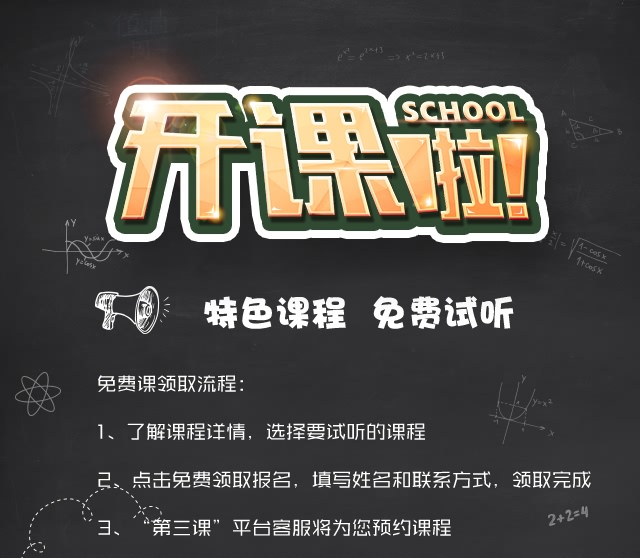 SCHOOL
开课啦!
特色课程 免费试听
免费课领取流程：
1、了解课程详情，选择要试听的课程
2、点击免费领取报名，填写姓名和联系方式，领取完成
3、“第三课”平台客服将为您预约课程
y=sinx
y=cosx
y=x²
2+2=4